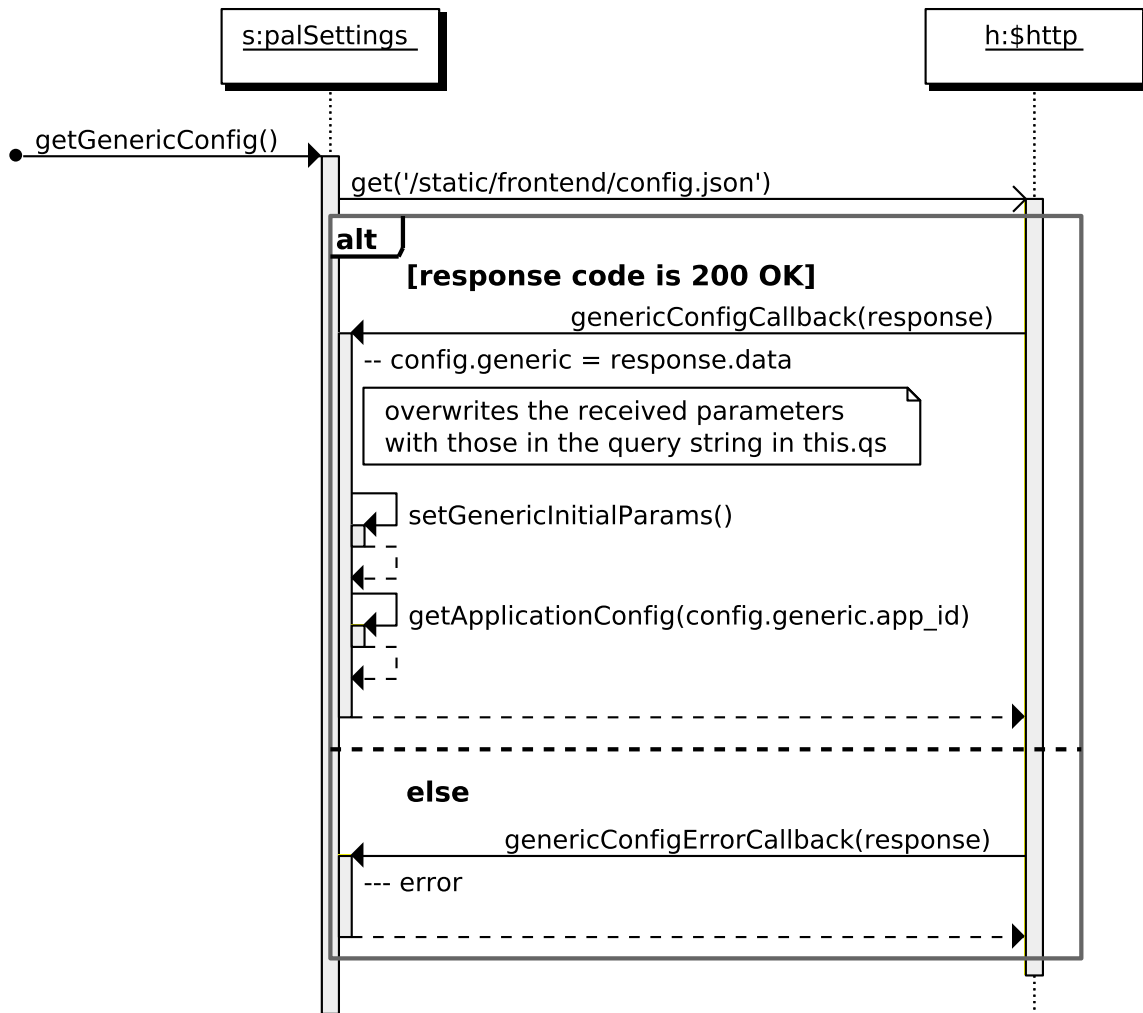 s:palSettings
h:$http
getGenericConfig()
get('/static/frontend/config.json')
alt
[response code is 200 OK]
genericConfigCallback(response)
-- config.generic = response.data
overwrites the received parameters
with those in the query string in this.qs
setGenericInitialParams()
getApplicationConfig(config.generic.app_id)
else
genericConfigErrorCallback(response)
--- error